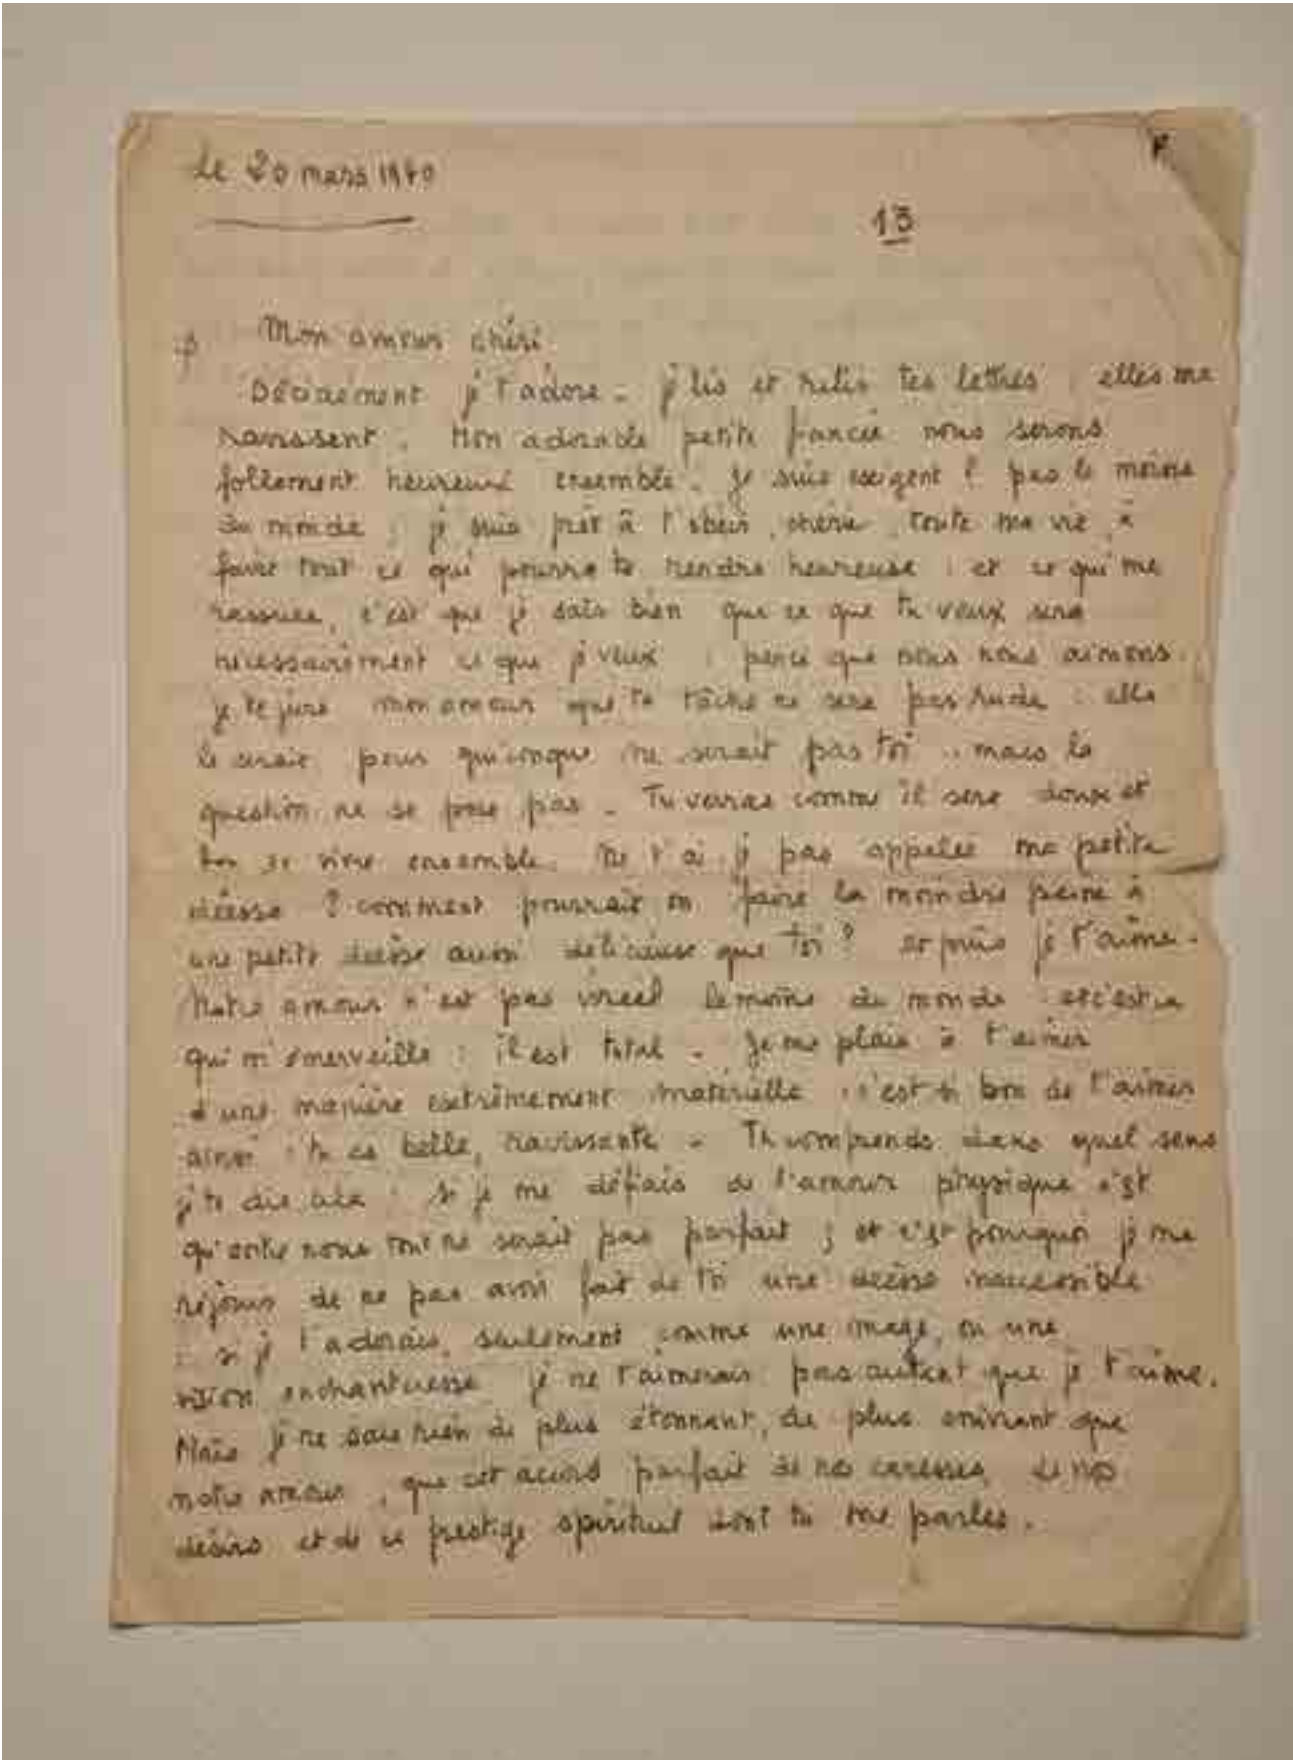 Le 20 mars 1940
13
Mon amour chéri
Décidément je t'adore. je lis et relis tes lettres : elles me
ravissent. Mon adorable petite fiancée nous serons
follement heureux ensemble. Je suis exigent ? pas le moins
du monde : je suis prêt à t'obéir, chérie, toute ma vie, à
faire tout ce qui pourra te rendre heureuse : et ce qui me
rassure, c'est que je sais bien que ce que tu veux sera
nécessairement ce que je veux : parce que nous nous aimons.
je te jure mon amour que ta tâche ne sera pas rude : elle
le serait pour quiconque ne serait pas toi .. mais la
question ne se pose pas. Tu verras comme il sera doux et
bon de vivre ensemble. Ne t'ai-je pas appelée ma petite
déesse ? comment pourrait on faire la moindre peine à
une petite déesse aussi délicieuse que toi ? et puis je t'aime.
Notre amour n'est pas irréel le moins du monde et c'est ce
qui m'émerveille : il est total. Je me plais à t'aimer
d'une manière extrêmement matérielle : c'est si bon de t'aimer
ainsi : tu es belle, ravissante. Tu comprends dans quel sens
je te dis cela : si je me défiais de l'amour physique c'est
qu'entre nous tout ne serait pas parfait ; et c'est pourquoi je me
réjouis de ne pas avoir fait de toi une déesse inaccessible
: si je t'adorais, seulement comme une image, ou une
vision enchanteresse je ne t'aimerais pas autant que je t'aime.
Mais je ne sais rien de plus étonnant, de plus enivrant que
notre amour, que cet accord parfait de nos caresses, de nos
désirs et de ce prestige spirituel dont tu me parles.